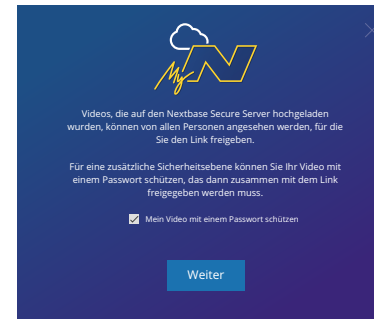 My N
Videos, die auf den Nextbase Secure Server hochgeladen
wurden, können von allen Personen angesehen werden, für die
Sie den Link freigeben.
Für eine zusätzliche Sicherheitsebene können Sie Ihr Video mit
einem Passwort schützen, das dann zusammen mit dem Link
freigegeben werden muss.
Mein Video mit einem Passwort schützen
Weiter